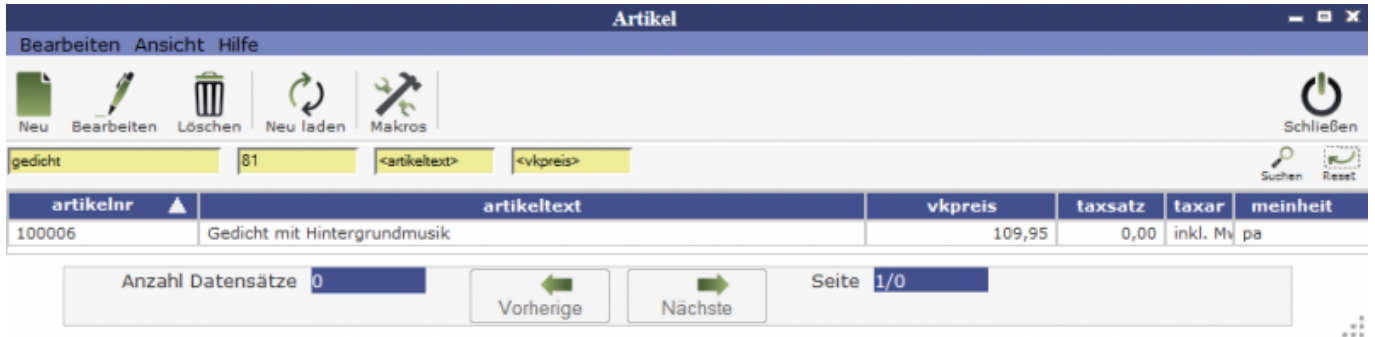 Artikel
Bearbeiten Ansicht Hilfe
Neu Bearbeiten Löschen Neu laden Makros Schließen
gedicht 81 <artikeltext> <vkpreis> Suchen Reset
artikelnr artikeltext vkpreis taxsatz taxar meinheit
100006 Gedicht mit Hintergrundmusik 109,95 0,00 inkl. Mv pa
Anzahl Datensätze 0 Vorherige Nächste Seite 1/0